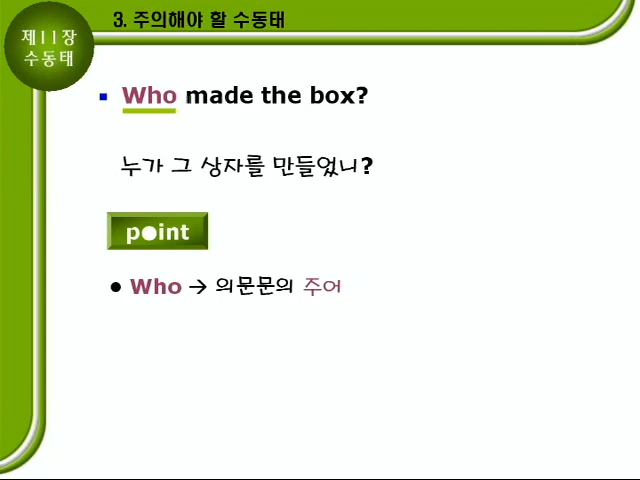 3. 주의해야 할 수동태
제11장
수동태
Who made the box?
누가 그 상자를 만들었니?
point
● Who → 의문문의 주어